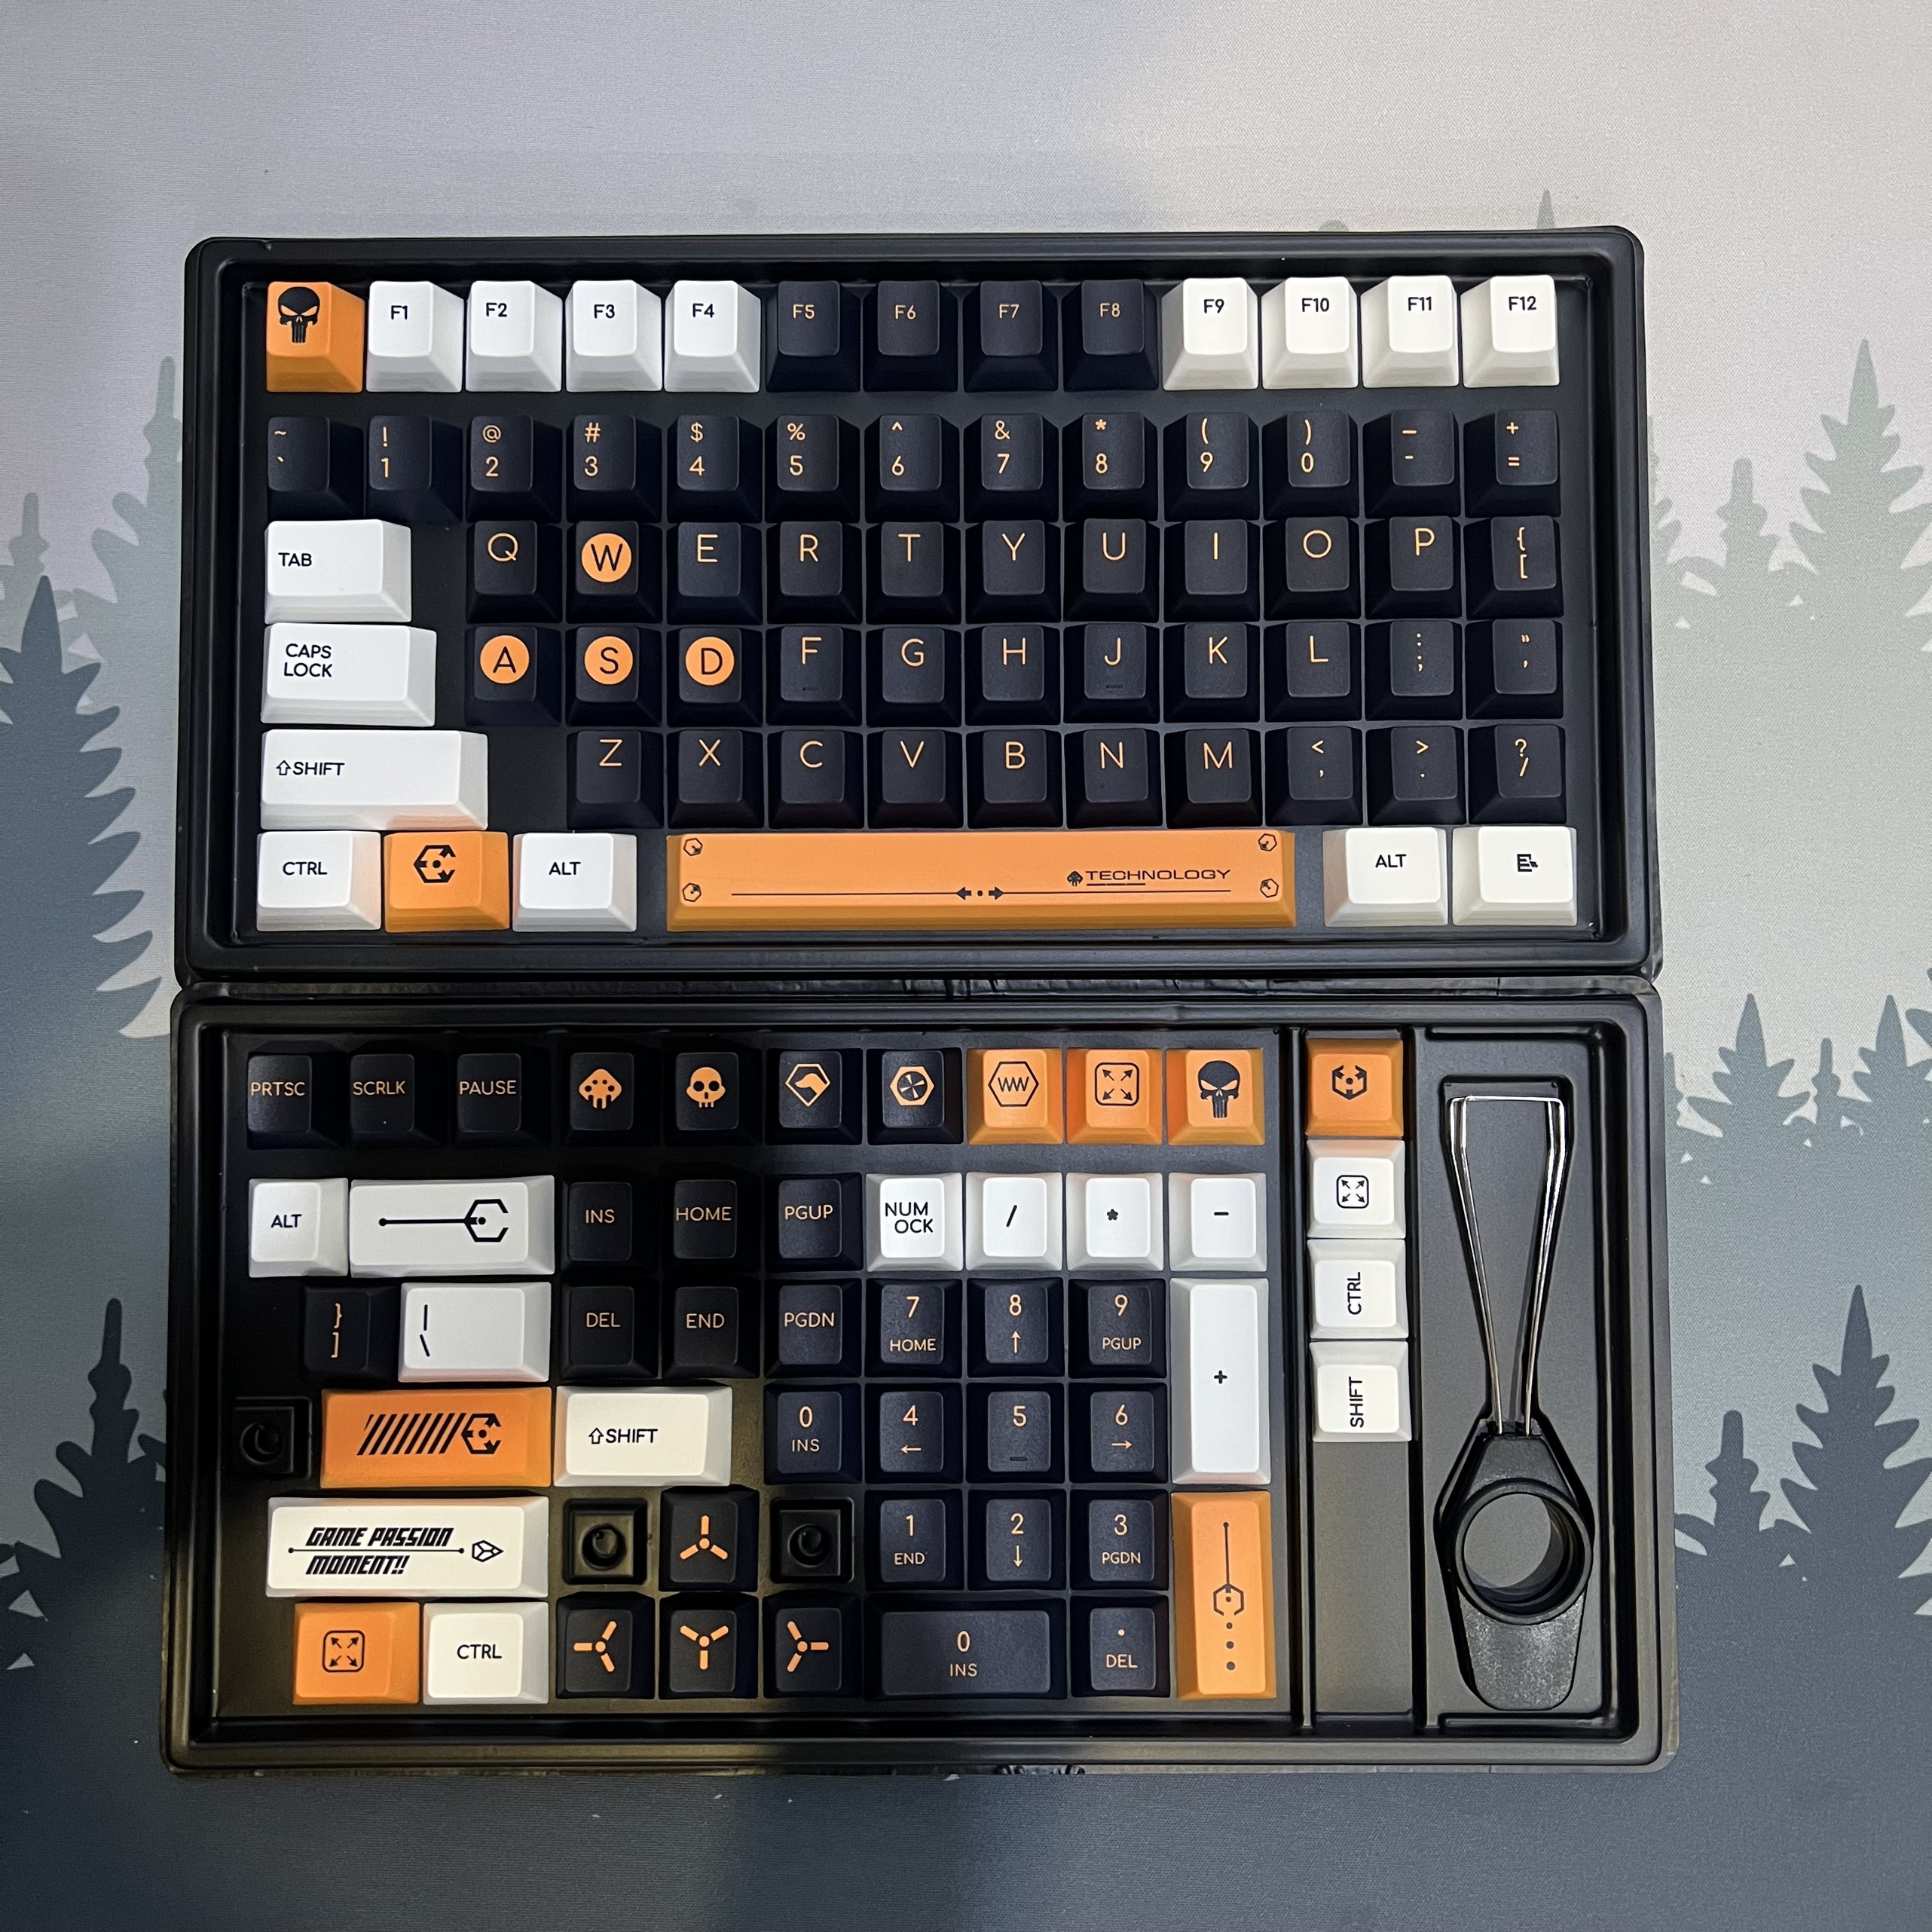 F1 F2 F3 F4 F5 F6 F7 F8 F9 F10 F11 F12
~ ! @ # $ % ^ & * ( ) _ +
` 1 2 3 4 5 6 7 8 9 0 - =
TAB Q W E R T Y U I O P { [
CAPS LOCK A S D F G H J K L : ; " '
⇧SHIFT Z X C V B N M < , > . ? /
CTRL ALT TECHNOLOGY ALT
PRTSC SCRLK PAUSE WW
ALT INS HOME PGUP NUM OCK / * -
} ] | \ DEL END PGDN 7 HOME 8 ↑ 9 PGUP + CTRL
⇧SHIFT 0 INS 4 ← 5 6 → SHIFT
GAME PASSION
MOMENT!!
1 END 2 ↓ 3 PGDN
CTRL 0 INS . DEL